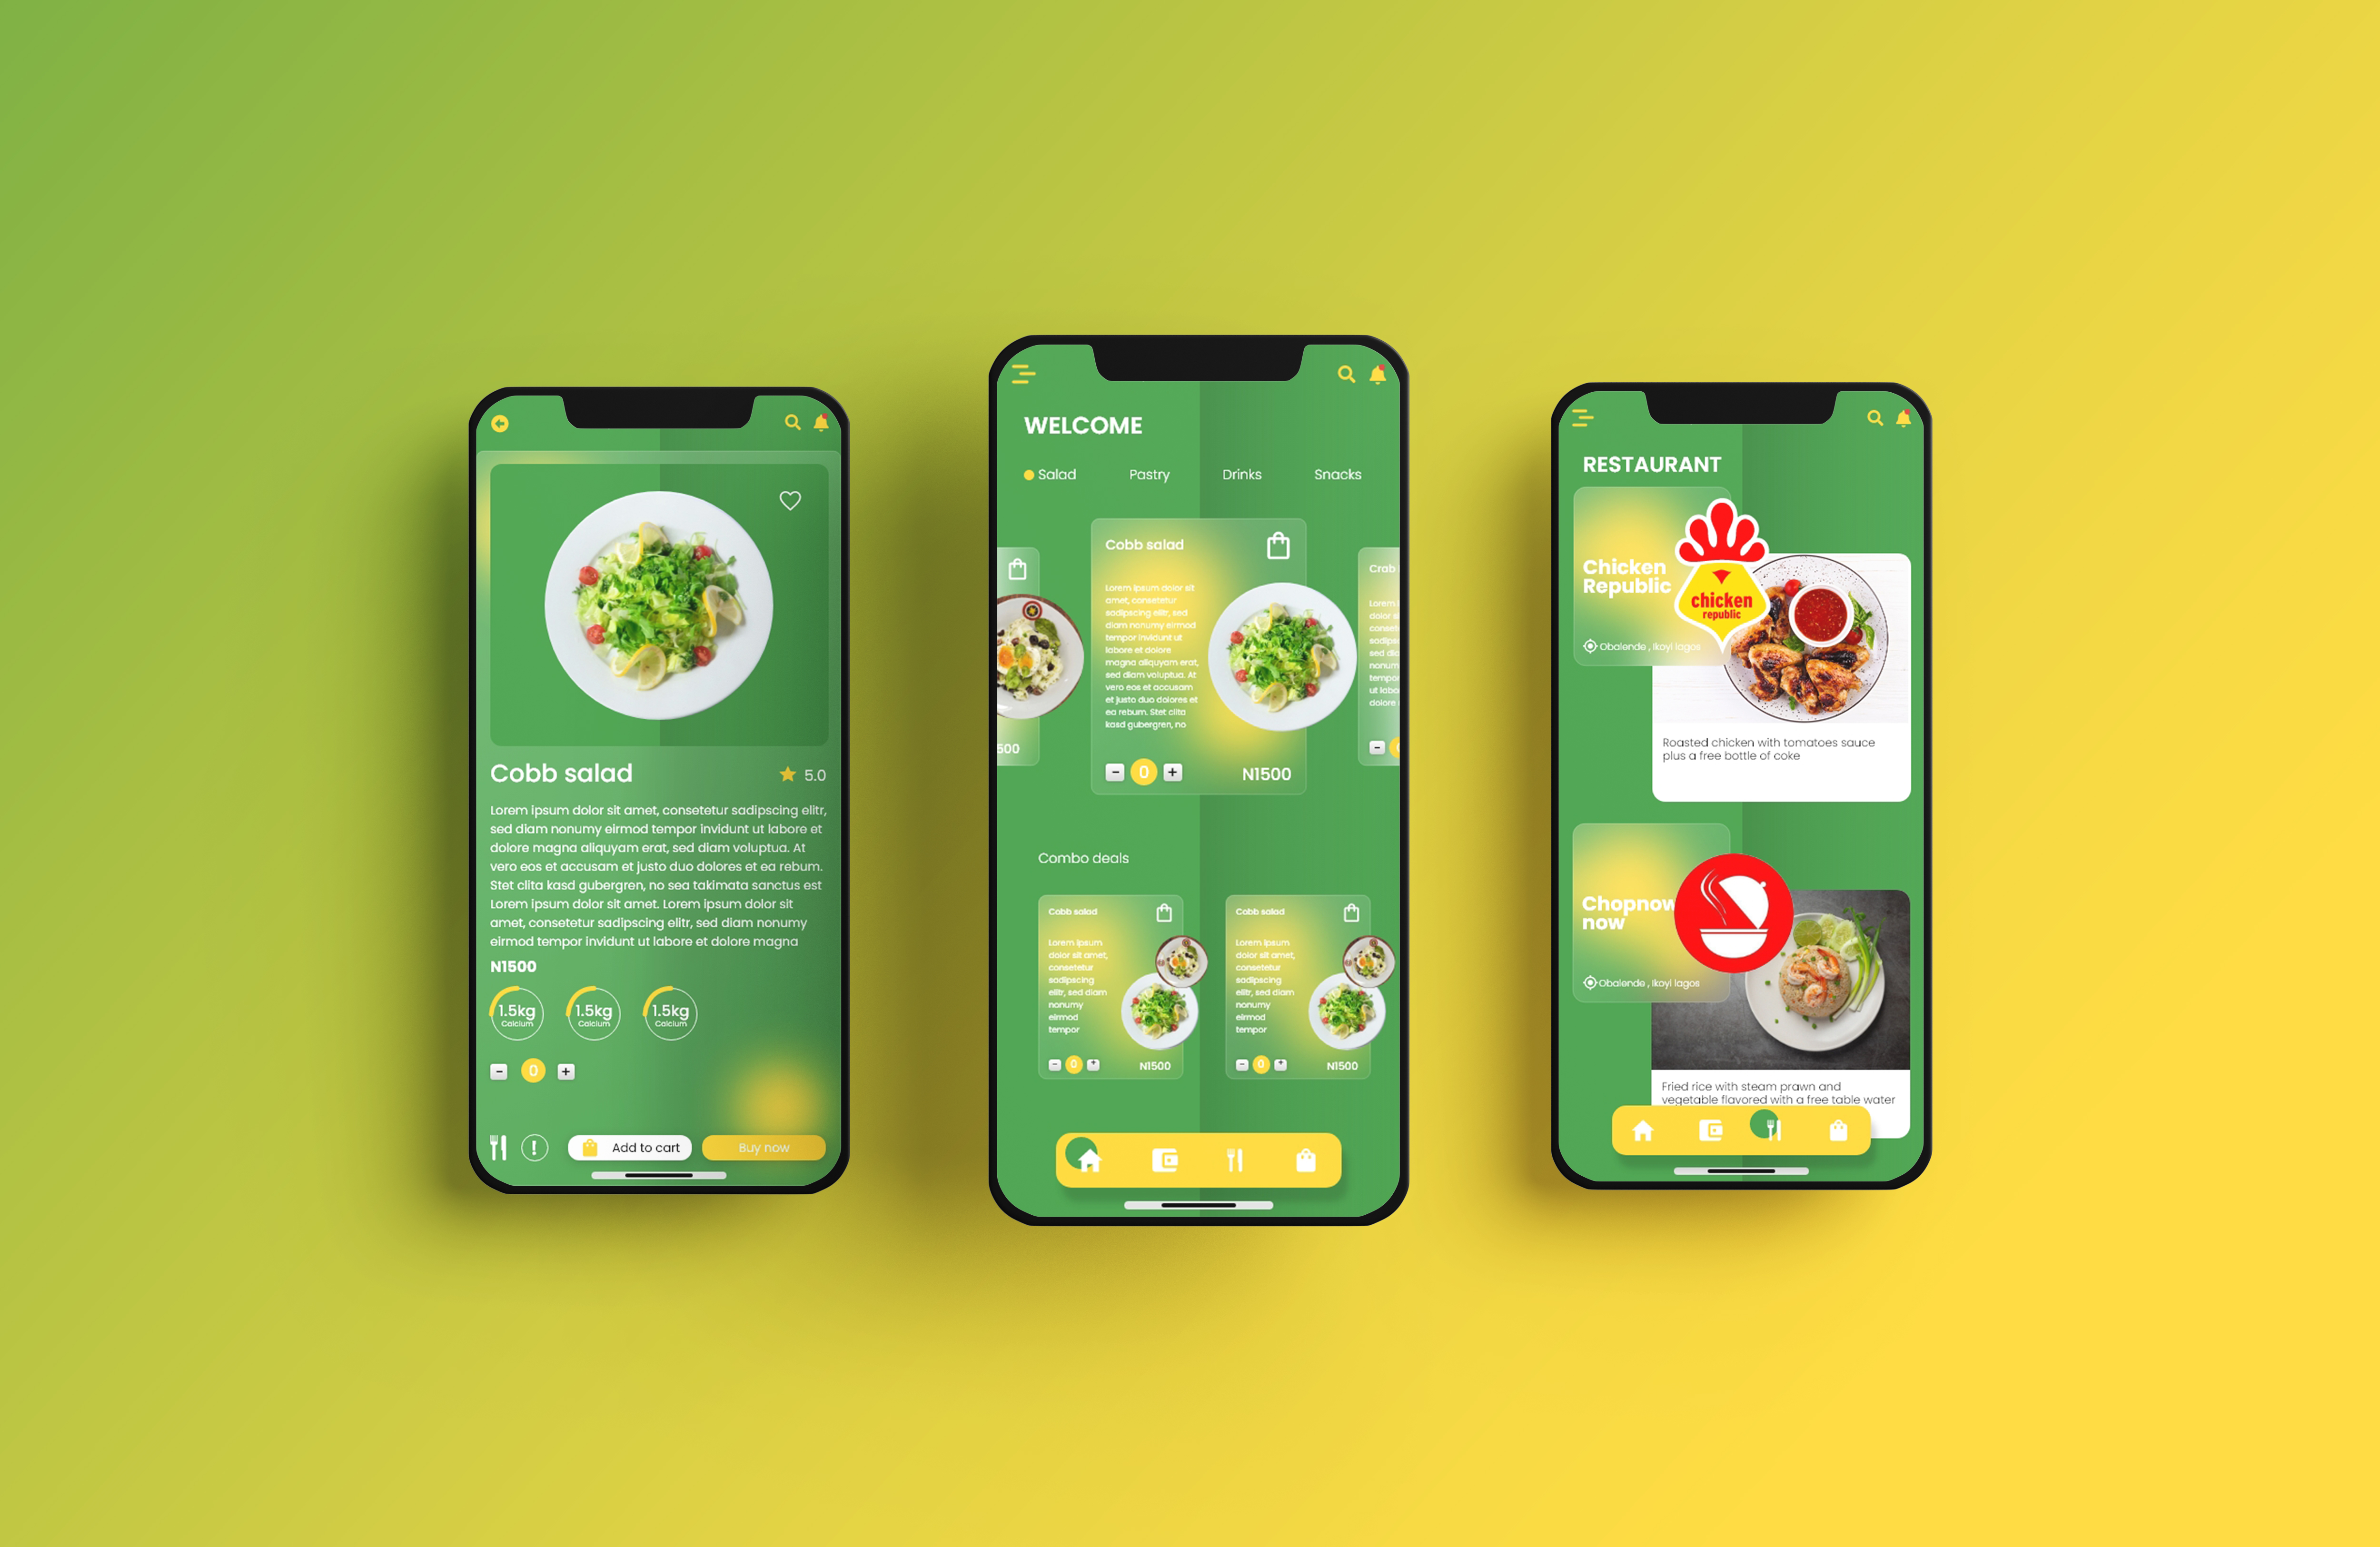 Cobb salad
5.0
Lorem ipsum dolor sit amet, consetetur sadipscing elitr,
sed diam nonumy eirmod tempor invidunt ut labore et
dolore magna aliquyam erat, sed diam voluptua. At
vero eos et accusam et justo duo dolores et ea rebum.
Stet clita kasd gubergren, no sea takimata sanctus est
Lorem ipsum dolor sit amet. Lorem ipsum dolor sit
amet, consetetur sadipscing elitr, sed diam nonumy
eirmod tempor invidunt ut labore et dolore magna
N1500
1.5kg
Calcium
1.5kg
Calcium
1.5kg
Calcium
- 0 +
Add to cart
Buy now
WELCOME
Salad Pastry Drinks Snacks
500
Cobb salad
Lorem ipsum dolor sit
amet, consetetur
sadipscing elitr, sed
diam nonumy eirmod
tempor invidunt ut
labore et dolore
magna aliquyam erat,
sed diam voluptua. At
vero eos et accusam
et justo duo dolores et
ea rebum. Stet clita
kasd gubergren, no
- 0 +
N1500
Crab
Lorem
dolor s
conset
sadips
sed dia
nonum
tempor
ut labo
dolore
-
Combo deals
Cobb salad
Lorem ipsum
dolor sit amet,
consetetur
sadipscing
elitr, sed diam
nonumy
eirmod
tempor
- 0 +
N1500
Cobb salad
Lorem ipsum
dolor sit amet,
consetetur
sadipscing
elitr, sed diam
nonumy
eirmod
tempor
- 0 +
N1500
RESTAURANT
Chicken
Republic
chicken
republic
Obalende , Ikoyi lagos
Roasted chicken with tomatoes sauce
plus a free bottle of coke
Chopnow
now
Obalende , Ikoyi lagos
Fried rice with steam prawn and
vegetable flavored with a free table water